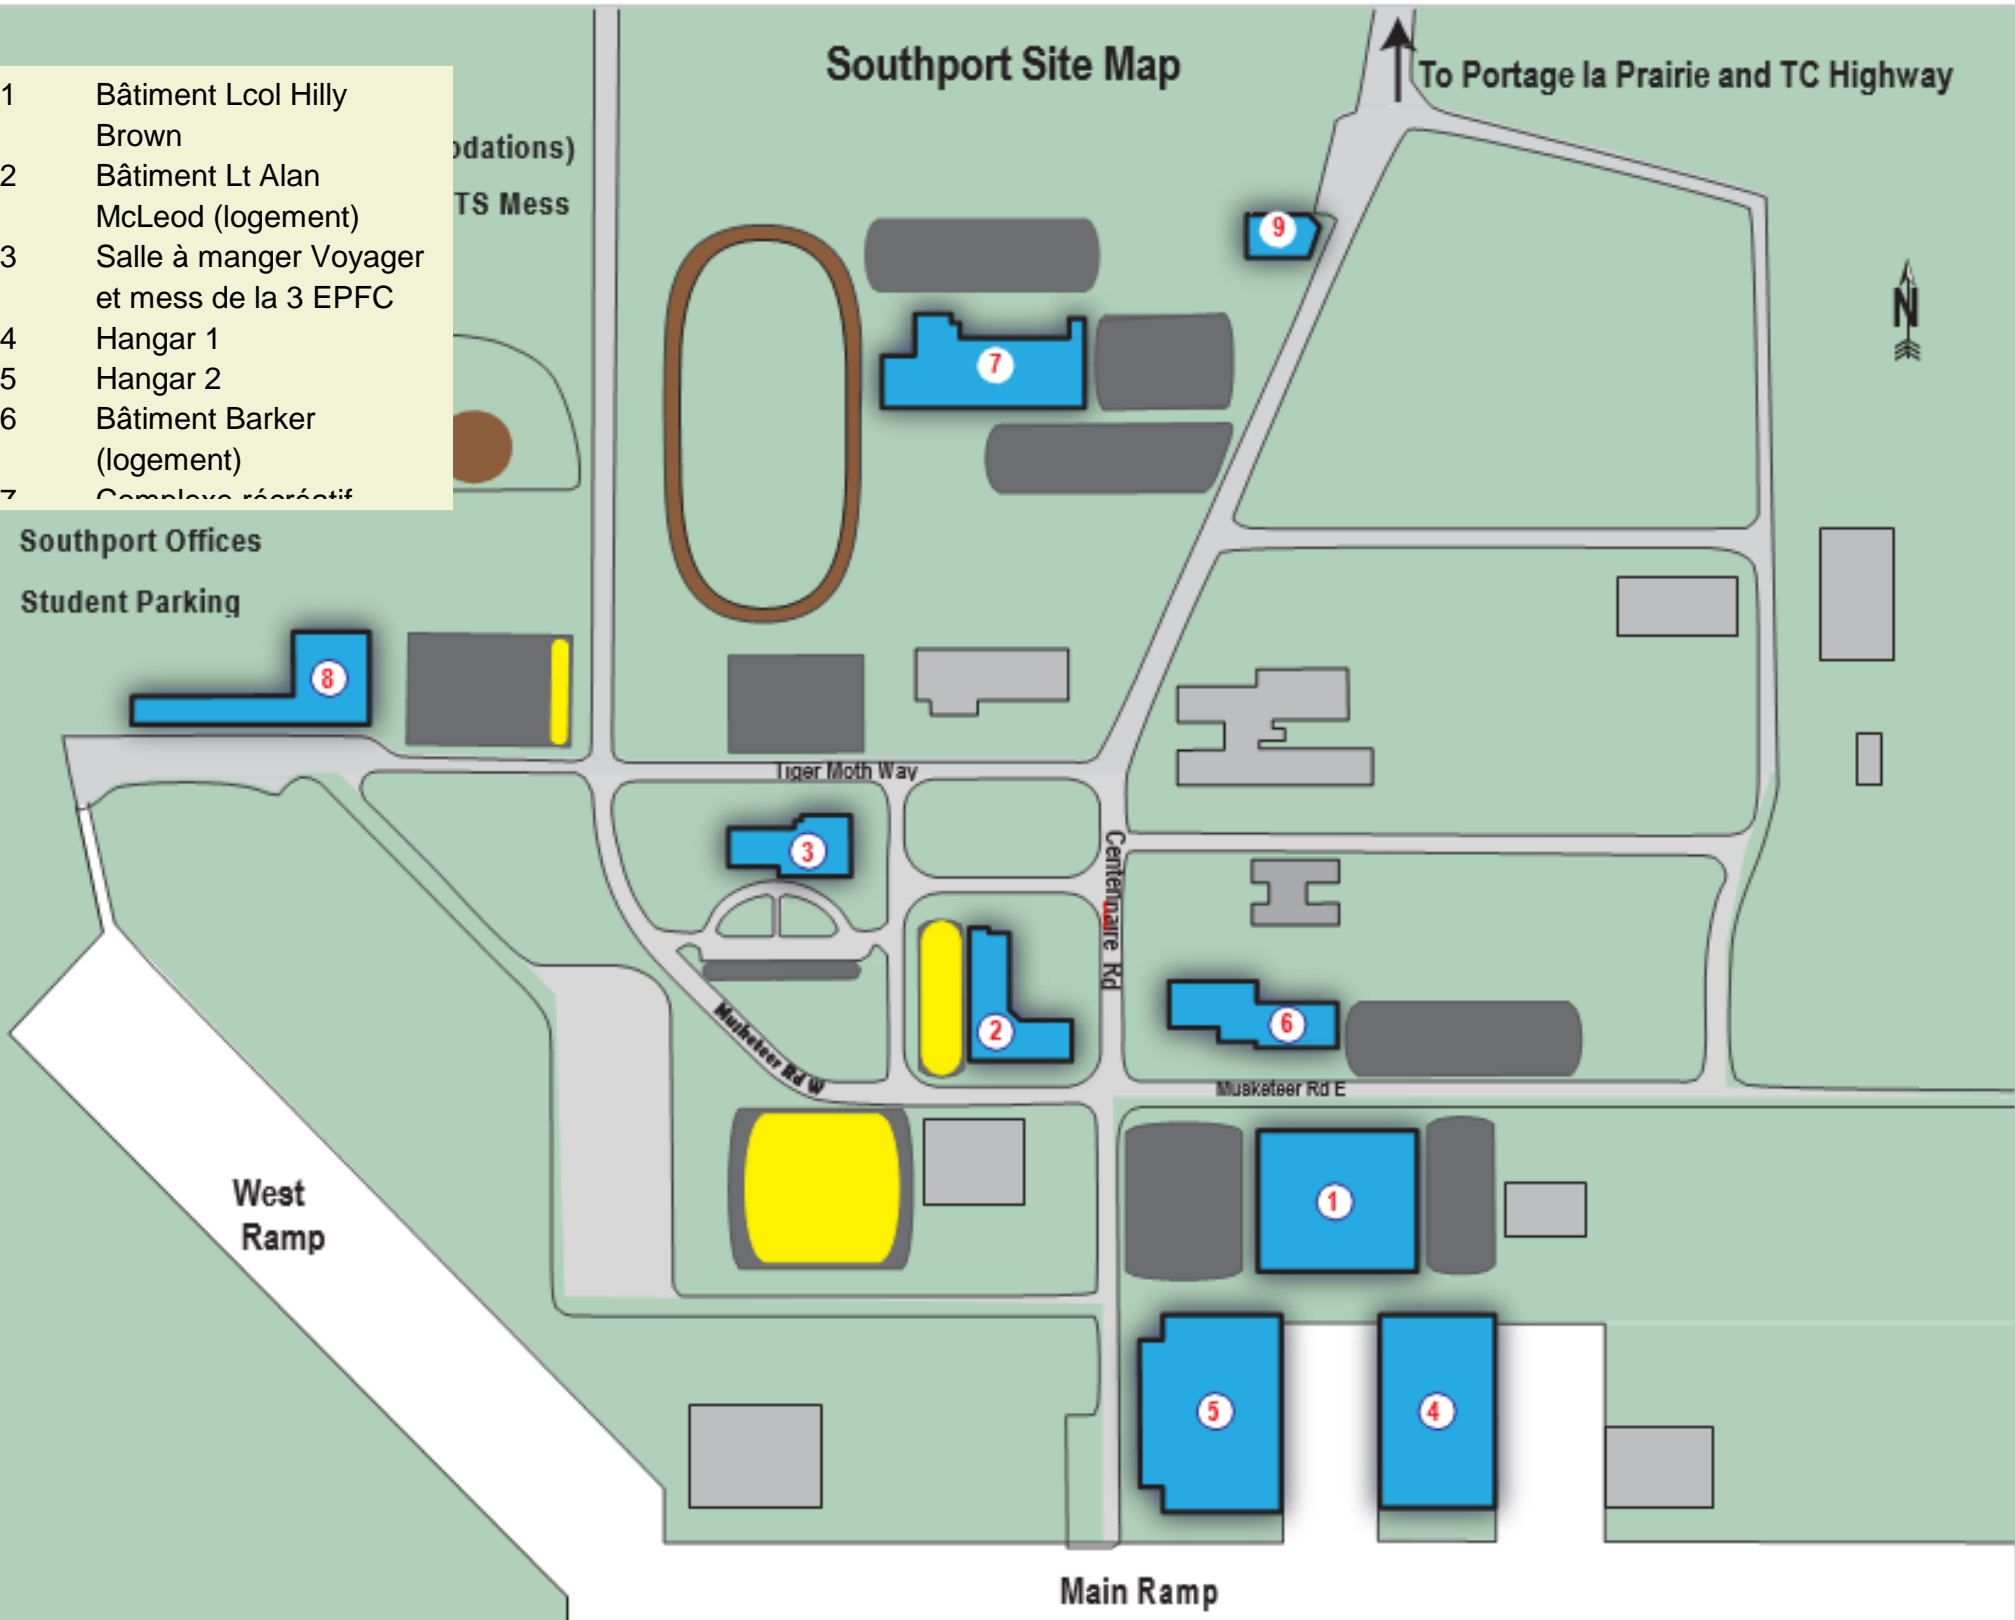 Southport Site Map
To Portage la Prairie and TC Highway
1 Bâtiment Lcol Hilly
Brown
2 Bâtiment Lt Alan
McLeod (logement)
3 Salle à manger Voyager
et mess de la 3 EPFC
4 Hangar 1
5 Hangar 2
6 Bâtiment Barker
(logement)
7 Complexe récréatif
odations)
TS Mess
Southport Offices
Student Parking
N
9
7
8
Tiger Moth Way
3
Centennaire Rd
2
6
Musketeer Rd W
Musketeer Rd E
1
West
Ramp
5
4
Main Ramp